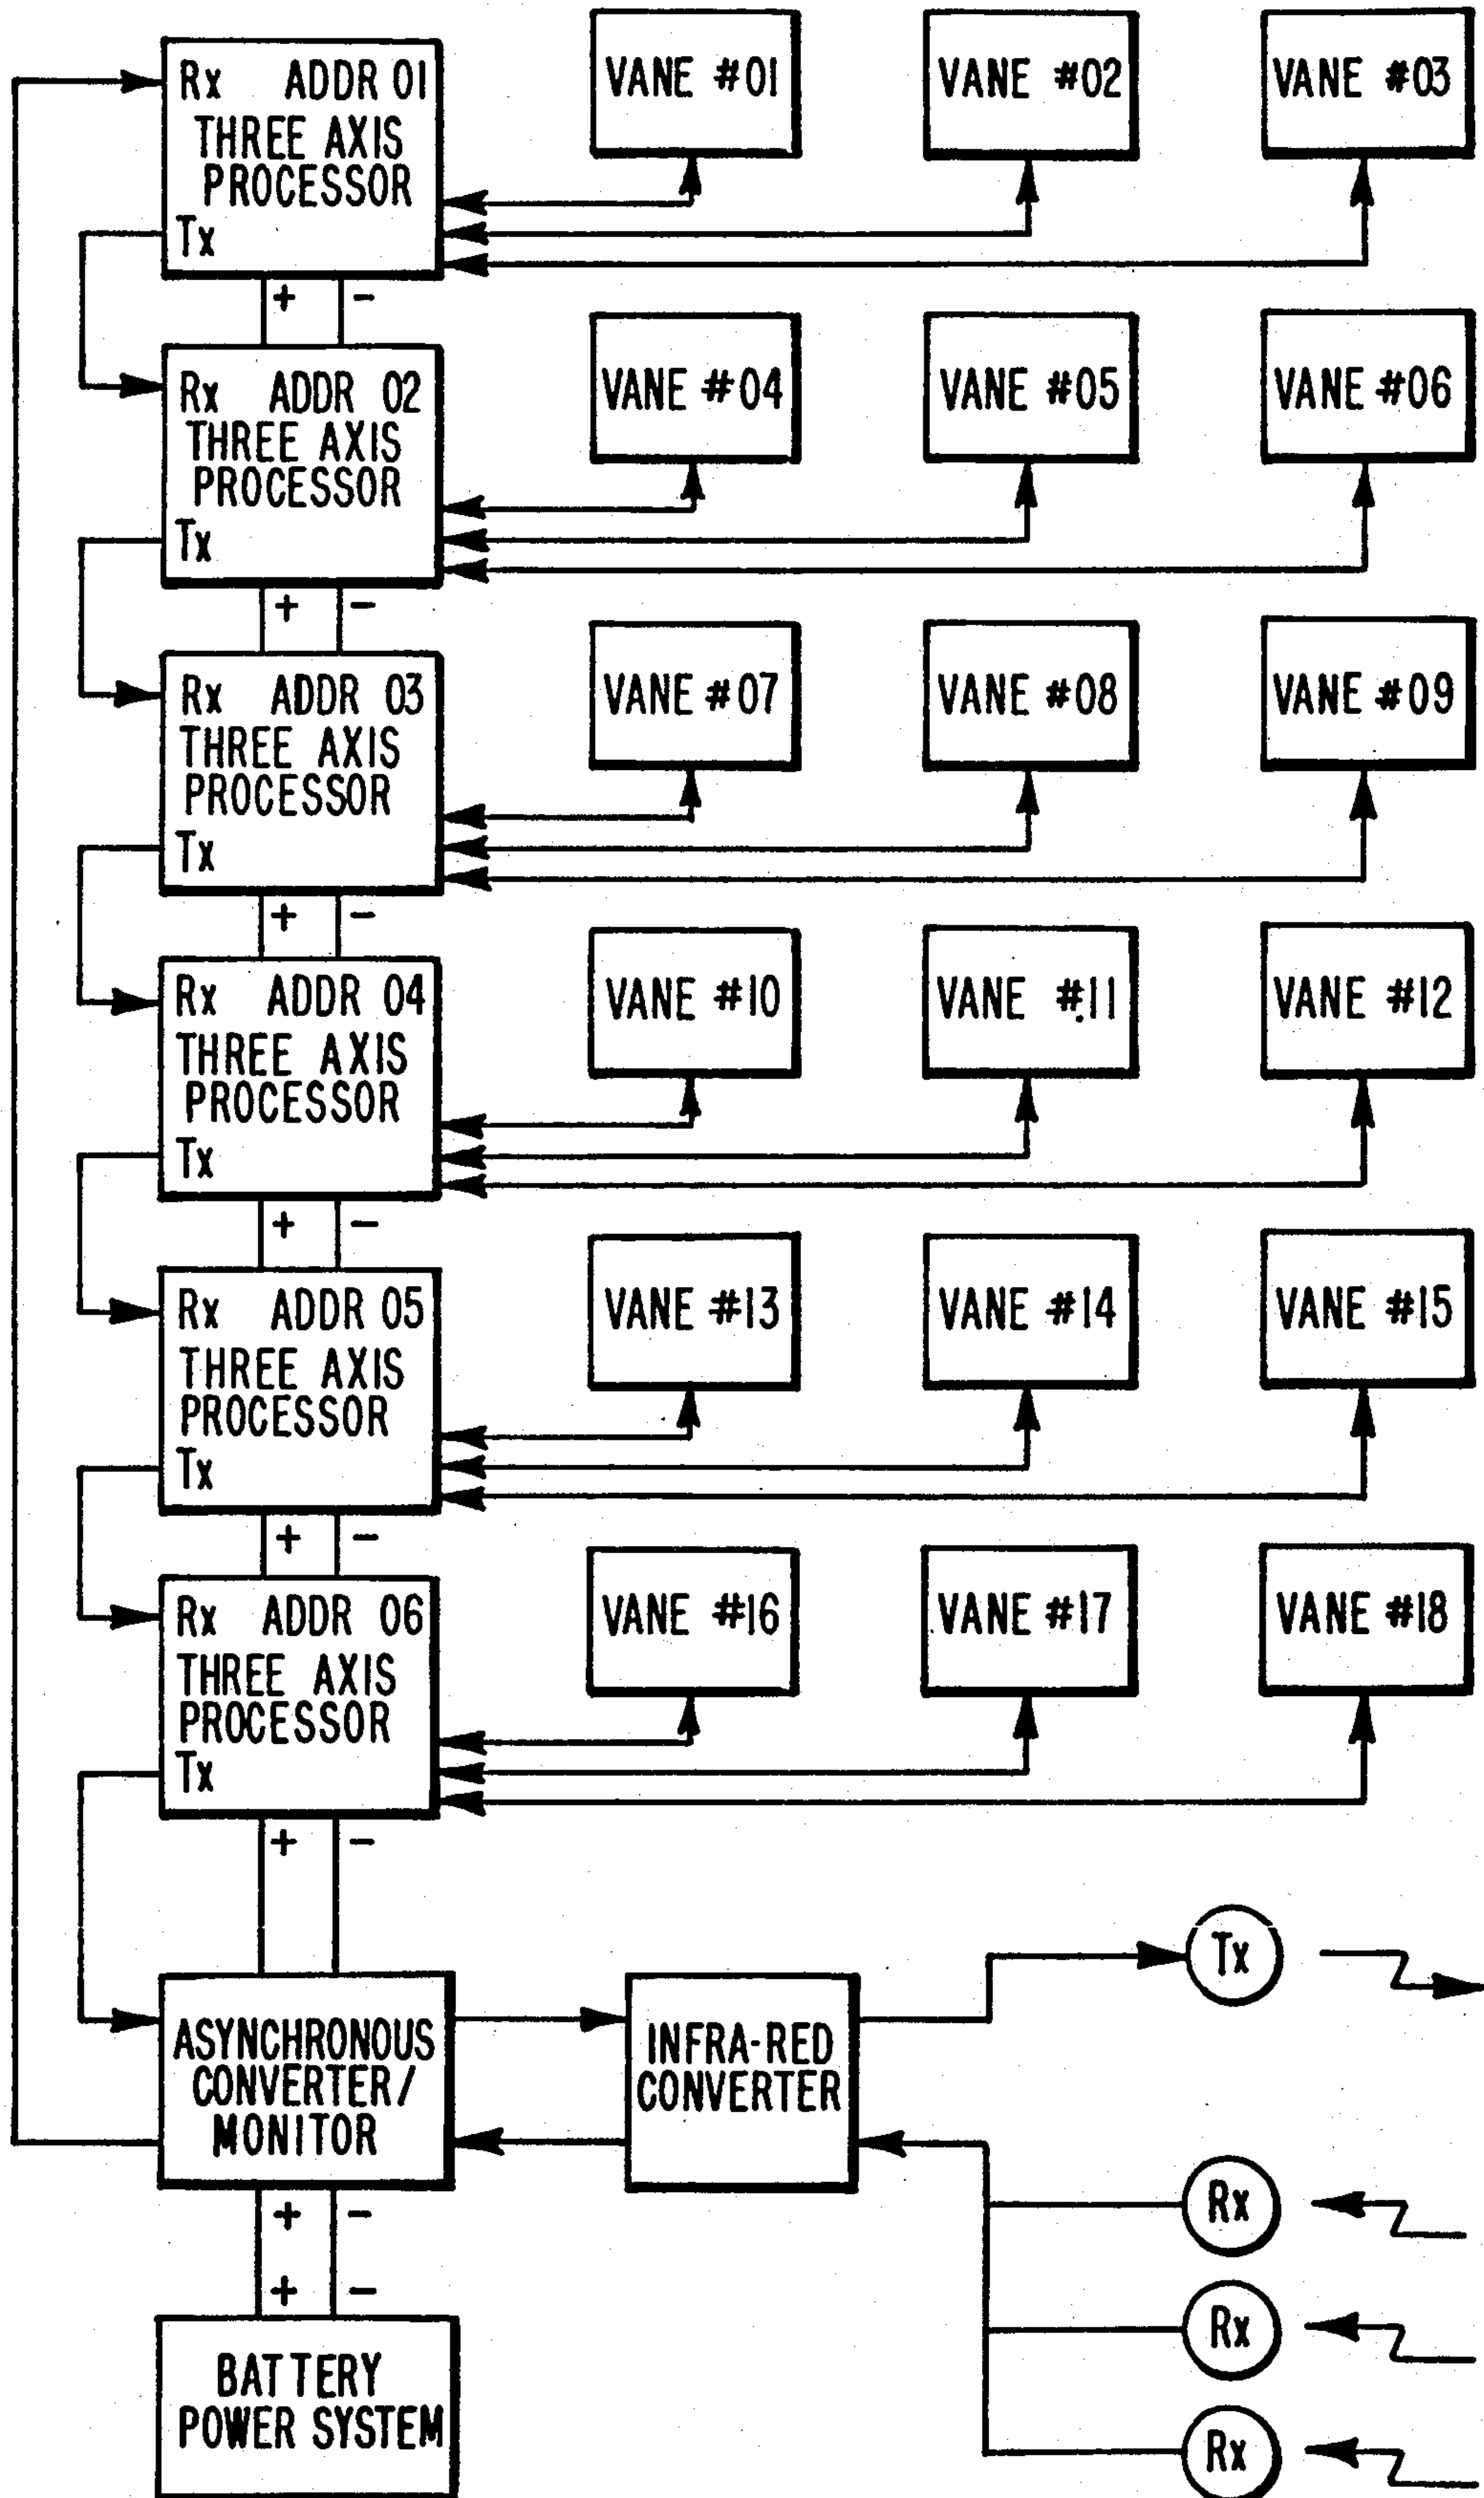 Rx ADDR 01
THREE AXIS
PROCESSOR
Tx
VANE #01
VANE #02
VANE #03
+ -
Rx ADDR 02
THREE AXIS
PROCESSOR
Tx
VANE #04
VANE #05
VANE #06
+ -
Rx ADDR 03
THREE AXIS
PROCESSOR
Tx
VANE #07
VANE #08
VANE #09
+ -
Rx ADDR 04
THREE AXIS
PROCESSOR
Tx
VANE #10
VANE #11
VANE #12
+ -
Rx ADDR 05
THREE AXIS
PROCESSOR
Tx
VANE #13
VANE #14
VANE #15
+ -
Rx ADDR 06
THREE AXIS
PROCESSOR
Tx
VANE #16
VANE #17
VANE #18
+ -
ASYNCHRONOUS
CONVERTER/
MONITOR
INFRA-RED
CONVERTER
Tx
Rx
Rx
Rx
+ -
+ -
BATTERY
POWER SYSTEM